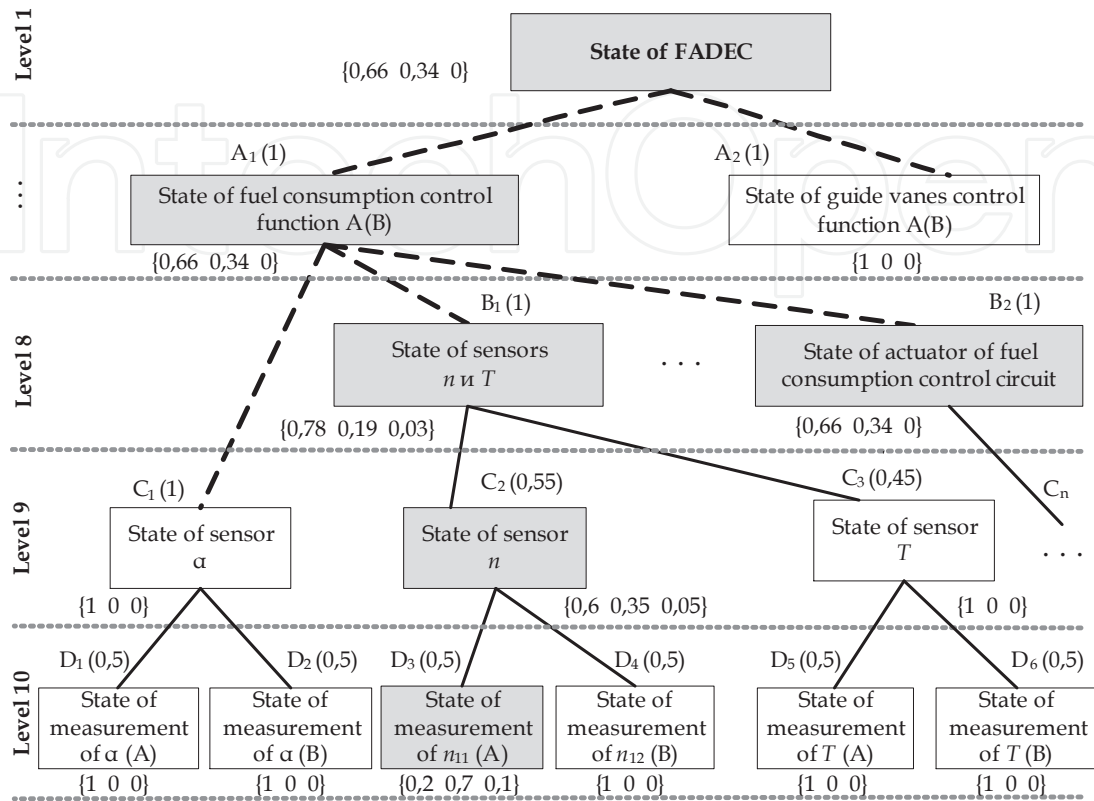 Level 1
State of FADEC
{0,66 0,34 0}
A1 (1)
A2 (1)
...
State of fuel consumption control
function A(B)
State of guide vanes control
function A(B)
{0,66 0,34 0}
{1 0 0}
Level 8
B1 (1)
B2 (1)
State of sensors
n и T
...
State of actuator of fuel
consumption control circuit
{0,78 0,19 0,03}
{0,66 0,34 0}
Level 9
C1 (1)
C2 (0,55)
C3 (0,45)
Cn
State of sensor
α
State of sensor
n
State of sensor
T
...
{1 0 0}
{0,6 0,35 0,05}
{1 0 0}
Level 10
D1 (0,5)
D2 (0,5)
D3 (0,5)
D4 (0,5)
D5 (0,5)
D6 (0,5)
State of
measurement
of α (A)
State of
measurement
of α (B)
State of
measurement
of n11 (A)
State of
measurement
of n12 (B)
State of
measurement
of T (A)
State of
measurement
of T (B)
{1 0 0}
{1 0 0}
{0,2 0,7 0,1}
{1 0 0}
{1 0 0}
{1 0 0}
IntechOpen